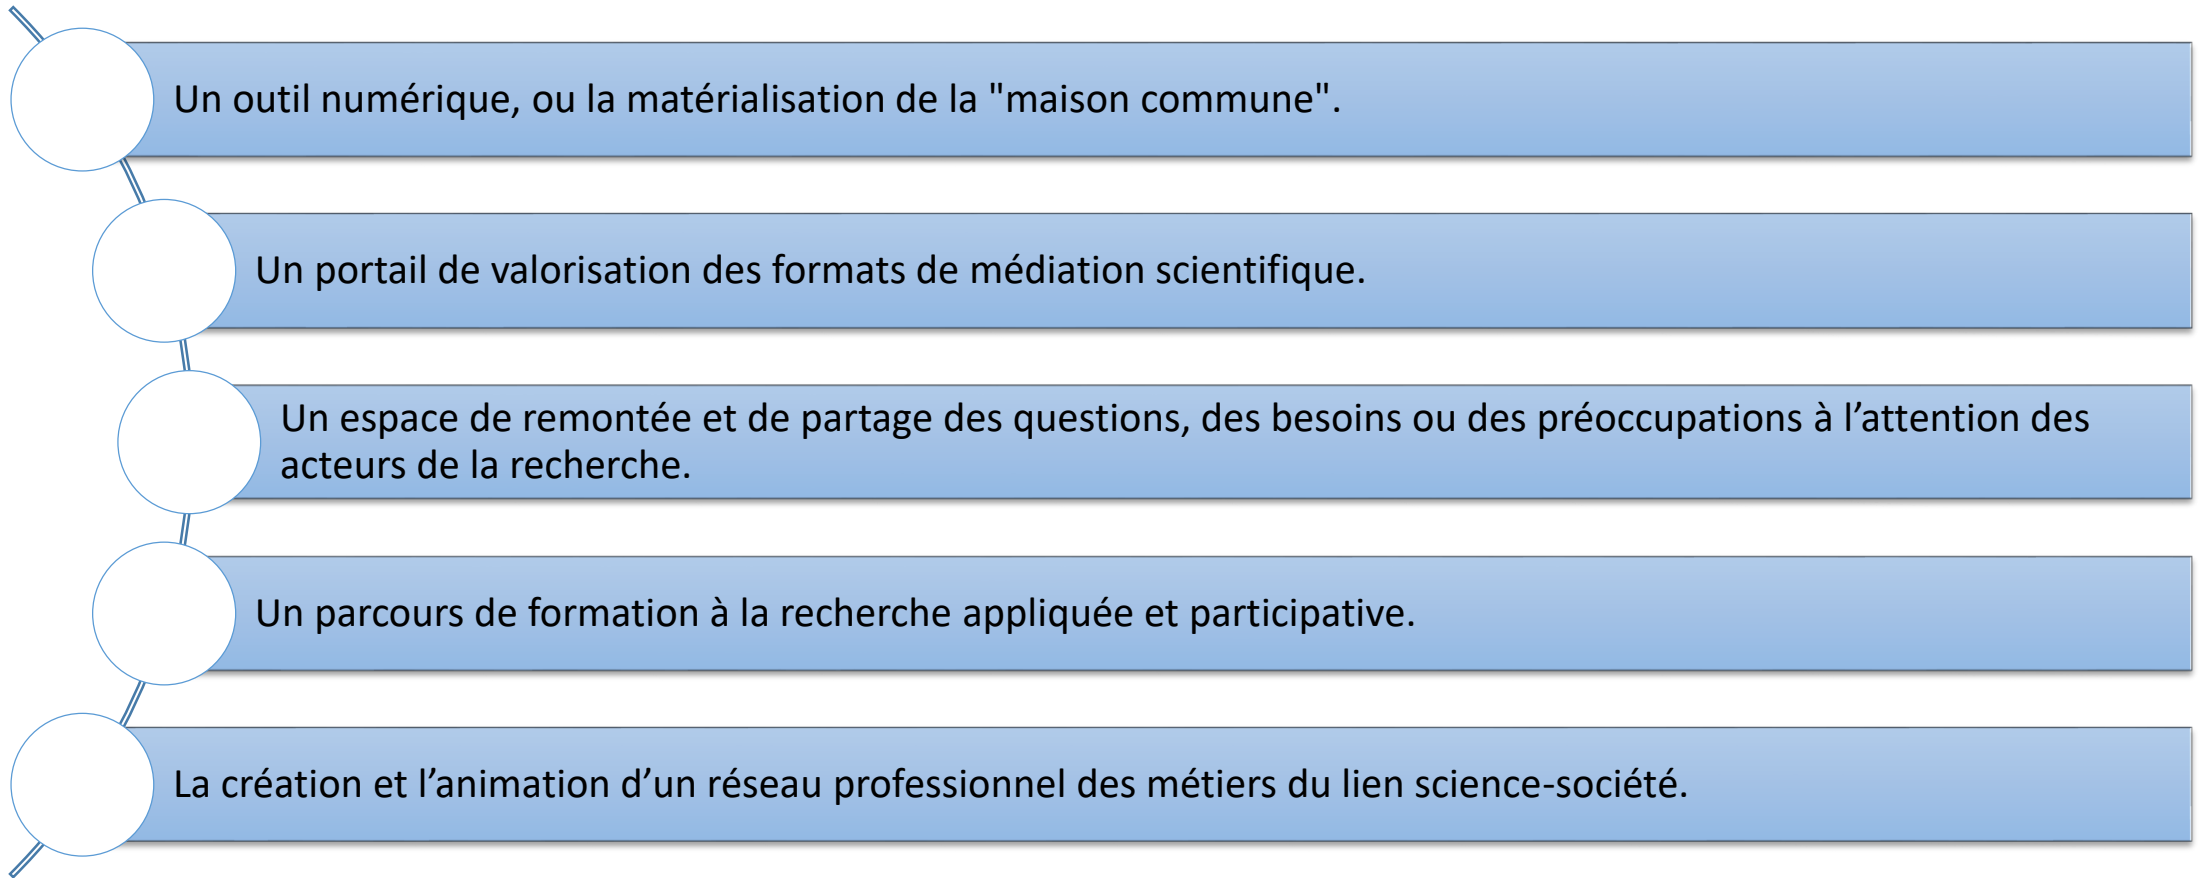 Un outil numérique, ou la matérialisation de la "maison commune".
Un portail de valorisation des formats de médiation scientifique.
Un espace de remontée et de partage des questions, des besoins ou des préoccupations à l’attention des
acteurs de la recherche.
Un parcours de formation à la recherche appliquée et participative.
La création et l’animation d’un réseau professionnel des métiers du lien science-société.